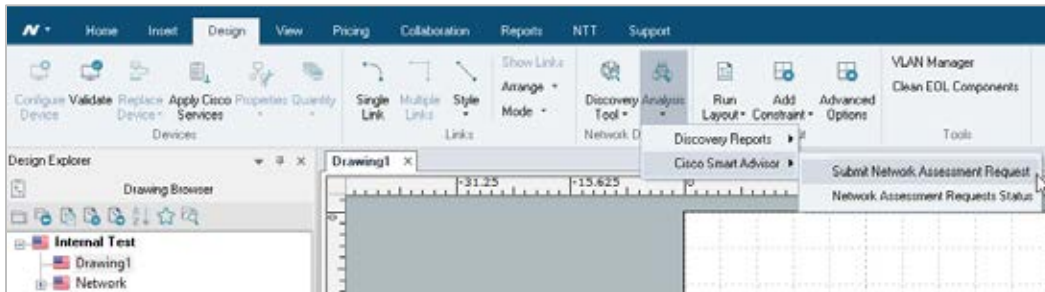 Home Insert Design View Pricing Collaboration Reports NTT Support
Configure Device
Validate
Replace Device
Apply Cisco Services
Properties
Quantity
Devices
Single Link
Multiple Links
Style
Show Links
Arrange
Mode
Links
Discovery Tool
Analysis
Network D
Run Layout
Add Constraint
Advanced Options
VLAN Manager
Clean EOL Components
Tools
Discovery Reports
Cisco Smart Advisor
Submit Network Assessment Request
Network Assessment Requests Status
Design Explorer
Drawing1
Drawing Browser
-31.25 -15.625 0
Internal Test
Drawing1
Network